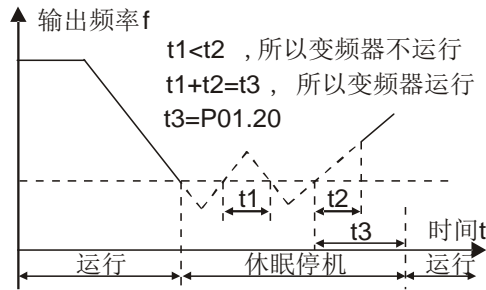 输出频率f
t1<t2 ,所以变频器不运行
t1+t2=t3 ，所以变频器运行
t3=P01.20
t1
t2
t3
时间t
运行
休眠停机
运行